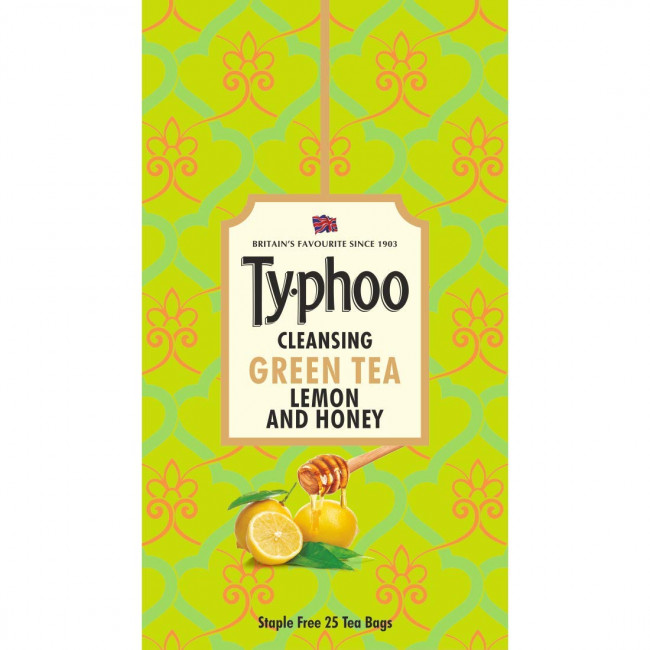 BRITAIN'S FAVOURITE SINCE 1903
Ty•phoo
CLEANSING
GREEN TEA
LEMON
AND HONEY
Staple Free 25 Tea Bags